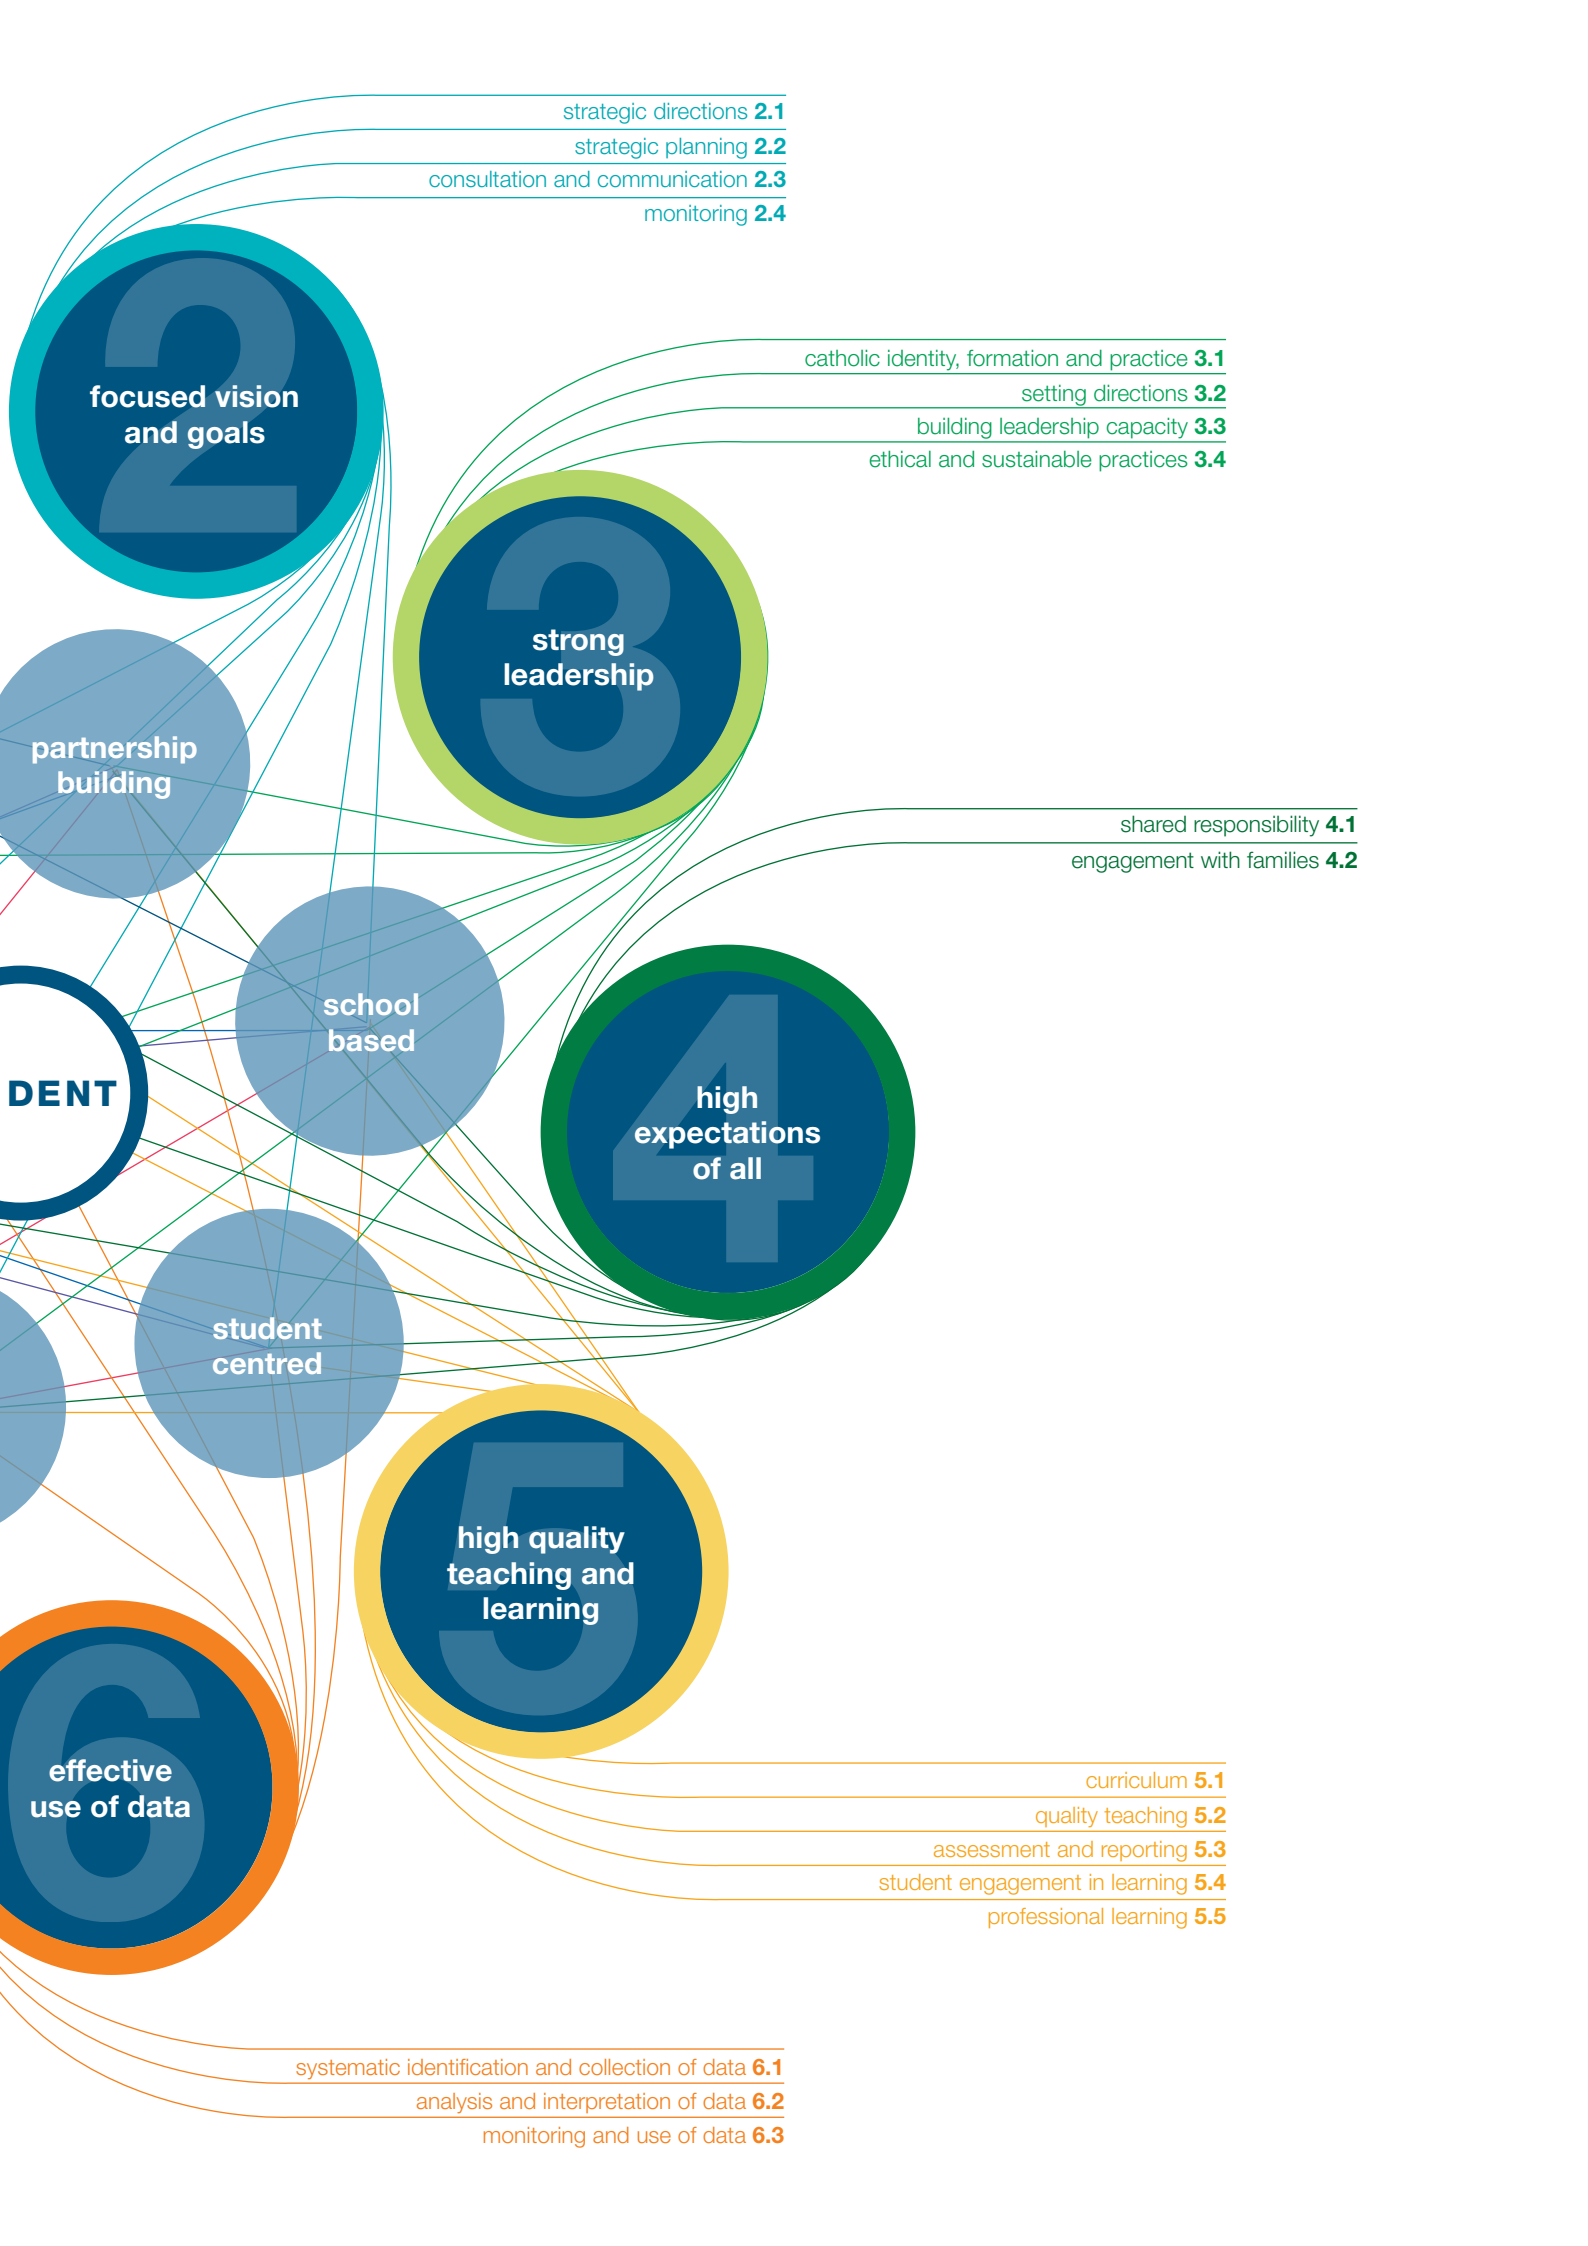 strategic directions 2.1
strategic planning 2.2
consultation and communication 2.3
monitoring 2.4
2
focused vision
and goals
catholic identity, formation and practice 3.1
setting directions 3.2
building leadership capacity 3.3
ethical and sustainable practices 3.4
3
strong
leadership
partnership
building
shared responsibility 4.1
engagement with families 4.2
school
based
DENT
4
high
expectations
of all
student
centred
5
high quality
teaching and
learning
6
effective
use of data
curriculum 5.1
quality teaching 5.2
assessment and reporting 5.3
student engagement in learning 5.4
professional learning 5.5
systematic identification and collection of data 6.1
analysis and interpretation of data 6.2
monitoring and use of data 6.3